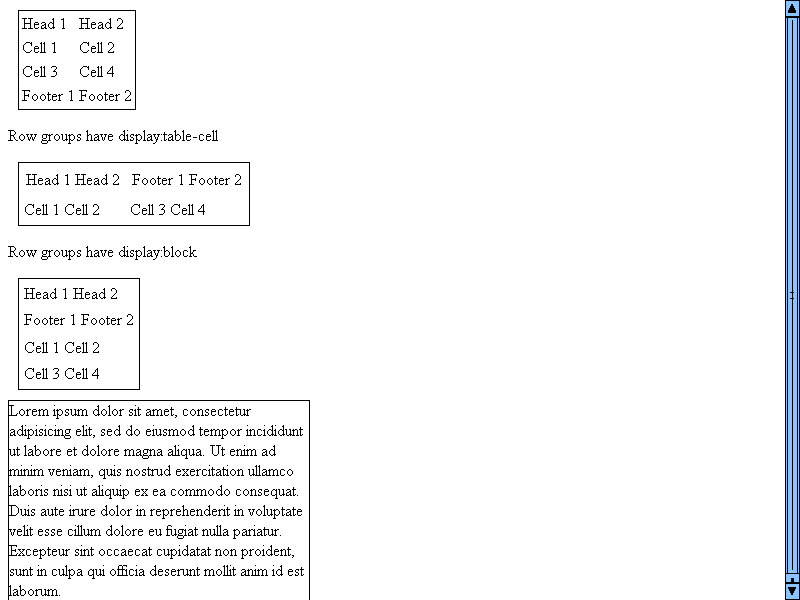 Head 1 Head 2
Cell 1 Cell 2
Cell 3 Cell 4
Footer 1 Footer 2
Row groups have display:table-cell
Head 1 Head 2 Footer 1 Footer 2
Cell 1 Cell 2 Cell 3 Cell 4
Row groups have display:block
Head 1 Head 2
Footer 1 Footer 2
Cell 1 Cell 2
Cell 3 Cell 4
Lorem ipsum dolor sit amet, consectetur
adipisicing elit, sed do eiusmod tempor incididunt
ut labore et dolore magna aliqua. Ut enim ad
minim veniam, quis nostrud exercitation ullamco
laboris nisi ut aliquip ex ea commodo consequat.
Duis aute irure dolor in reprehenderit in voluptate
velit esse cillum dolore eu fugiat nulla pariatur.
Excepteur sint occaecat cupidatat non proident,
sunt in culpa qui officia deserunt mollit anim id est
laborum.